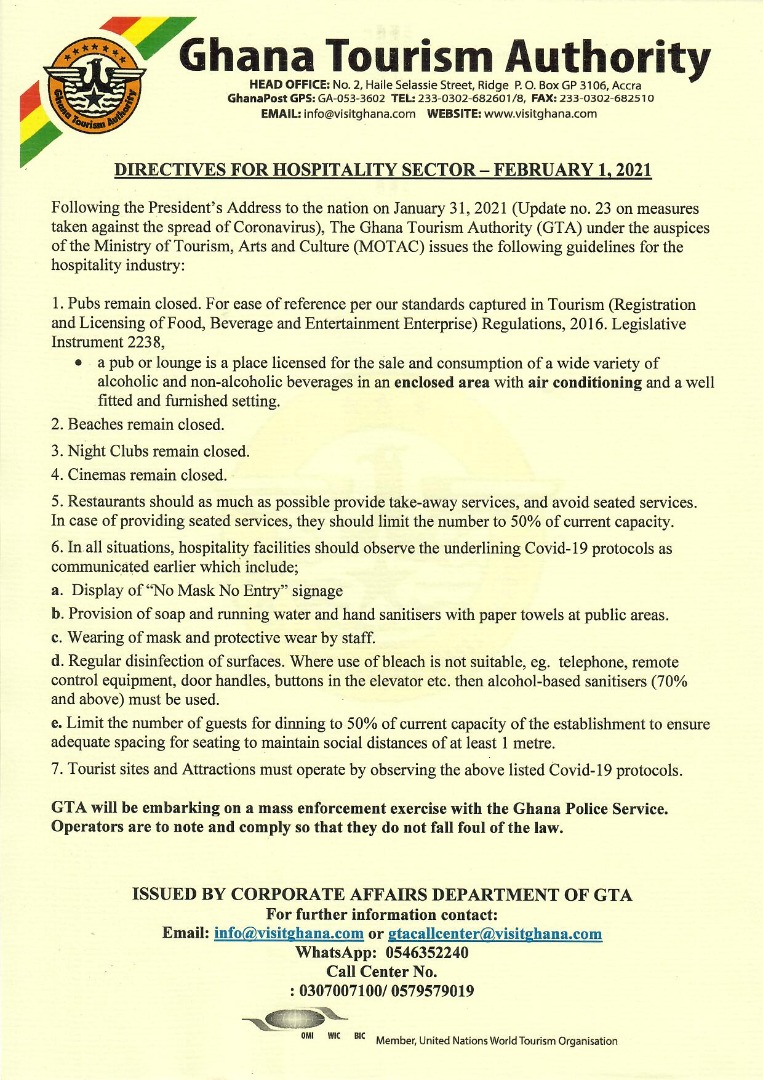 Ghana Tourism Authority
Ghana Tourism Authority
HEAD OFFICE: No. 2, Haile Selassie Street, Ridge P. O. Box GP 3106, Accra
GhanaPost GPS: GA-053-3602 TEL: 233-0302-682601/8, FAX: 233-0302-682510
EMAIL: info@visitghana.com WEBSITE: www.visitghana.com
DIRECTIVES FOR HOSPITALITY SECTOR – FEBRUARY 1, 2021
Following the President's Address to the nation on January 31, 2021 (Update no. 23 on measures
taken against the spread of Coronavirus), The Ghana Tourism Authority (GTA) under the auspices
of the Ministry of Tourism, Arts and Culture (MOTAC) issues the following guidelines for the
hospitality industry:
1. Pubs remain closed. For ease of reference per our standards captured in Tourism (Registration
and Licensing of Food, Beverage and Entertainment Enterprise) Regulations, 2016. Legislative
Instrument 2238,
• a pub or lounge is a place licensed for the sale and consumption of a wide variety of
alcoholic and non-alcoholic beverages in an enclosed area with air conditioning and a well
fitted and furnished setting.
2. Beaches remain closed.
3. Night Clubs remain closed.
4. Cinemas remain closed.
5. Restaurants should as much as possible provide take-away services, and avoid seated services.
In case of providing seated services, they should limit the number to 50% of current capacity.
6. In all situations, hospitality facilities should observe the underlining Covid-19 protocols as
communicated earlier which include;
a. Display of "No Mask No Entry" signage
b. Provision of soap and running water and hand sanitisers with paper towels at public areas.
c. Wearing of mask and protective wear by staff.
d. Regular disinfection of surfaces. Where use of bleach is not suitable, eg. telephone, remote
control equipment, door handles, buttons in the elevator etc. then alcohol-based sanitisers (70%
and above) must be used.
e. Limit the number of guests for dinning to 50% of current capacity of the establishment to ensure
adequate spacing for seating to maintain social distances of at least 1 metre.
7. Tourist sites and Attractions must operate by observing the above listed Covid-19 protocols.
GTA will be embarking on a mass enforcement exercise with the Ghana Police Service.
Operators are to note and comply so that they do not fall foul of the law.
ISSUED BY CORPORATE AFFAIRS DEPARTMENT OF GTA
For further information contact:
Email: info@visitghana.com or gtacallcenter@visitghana.com
WhatsApp: 0546352240
Call Center No.
: 0307007100/ 0579579019
OMI WIC BIC
Member, United Nations World Tourism Organisation